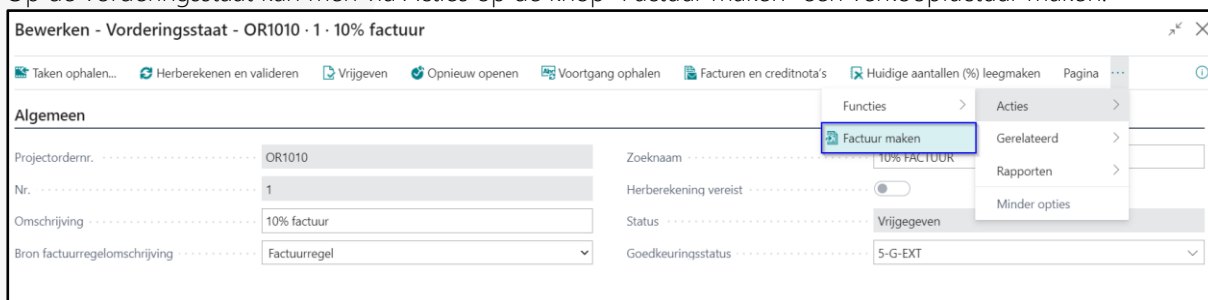 Op de vorderingsstaat kan men via Acties op de knop "Factuur maken" een verkoopfactuur maken.
Bewerken - Vorderingsstaat - OR1010 · 1 · 10% factuur
Taken ophalen... Herberekenen en valideren Vrijgeven Opnieuw openen Voortgang ophalen Facturen en creditnota's Huidige aantallen (%) leegmaken Pagina ...
Functies Acties
Algemeen
Factuur maken Gerelateerd
Projectordernr. OR1010 Zoeknaam 10% FACTUUR
Rapporten
Nr. 1 Herberekening vereist
Minder opties
Omschrijving 10% factuur Status Vrijgegeven
Bron factuurregelomschrijving Factuurregel Goedkeuringsstatus 5-G-EXT